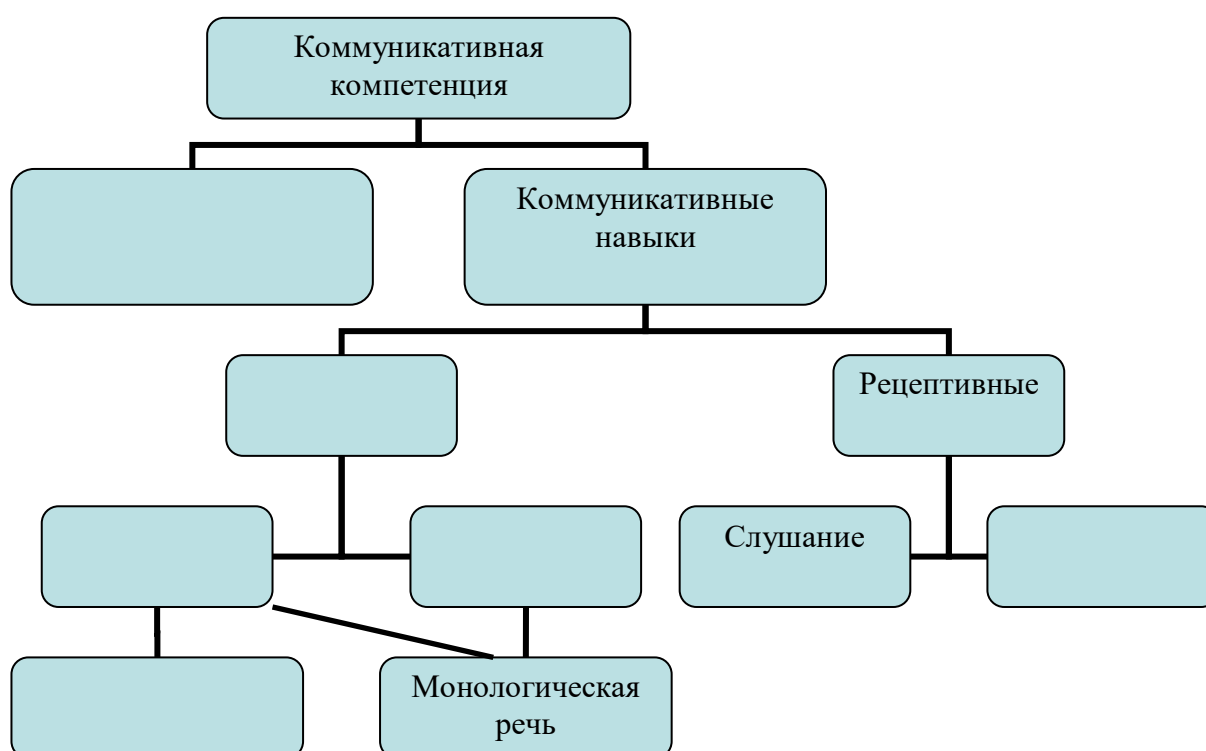 Коммуникативная
компетенция
Коммуникативные
навыки
Рецептивные
Слушание
Монологическая
речь